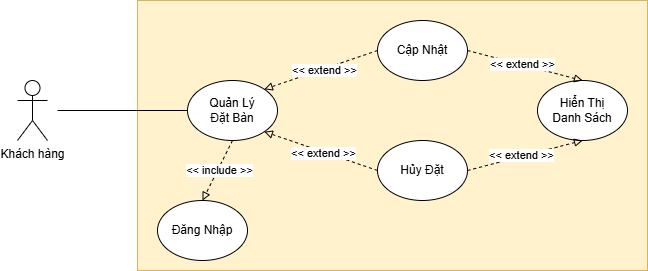 Cập Nhật
<< extend >>
<< extend >>
Quản Lý
Đặt Bàn
Hiển Thị
Danh Sách
Khách hàng
<< extend >>
<< extend >>
<< include >>
Hủy Đặt
Đăng Nhập